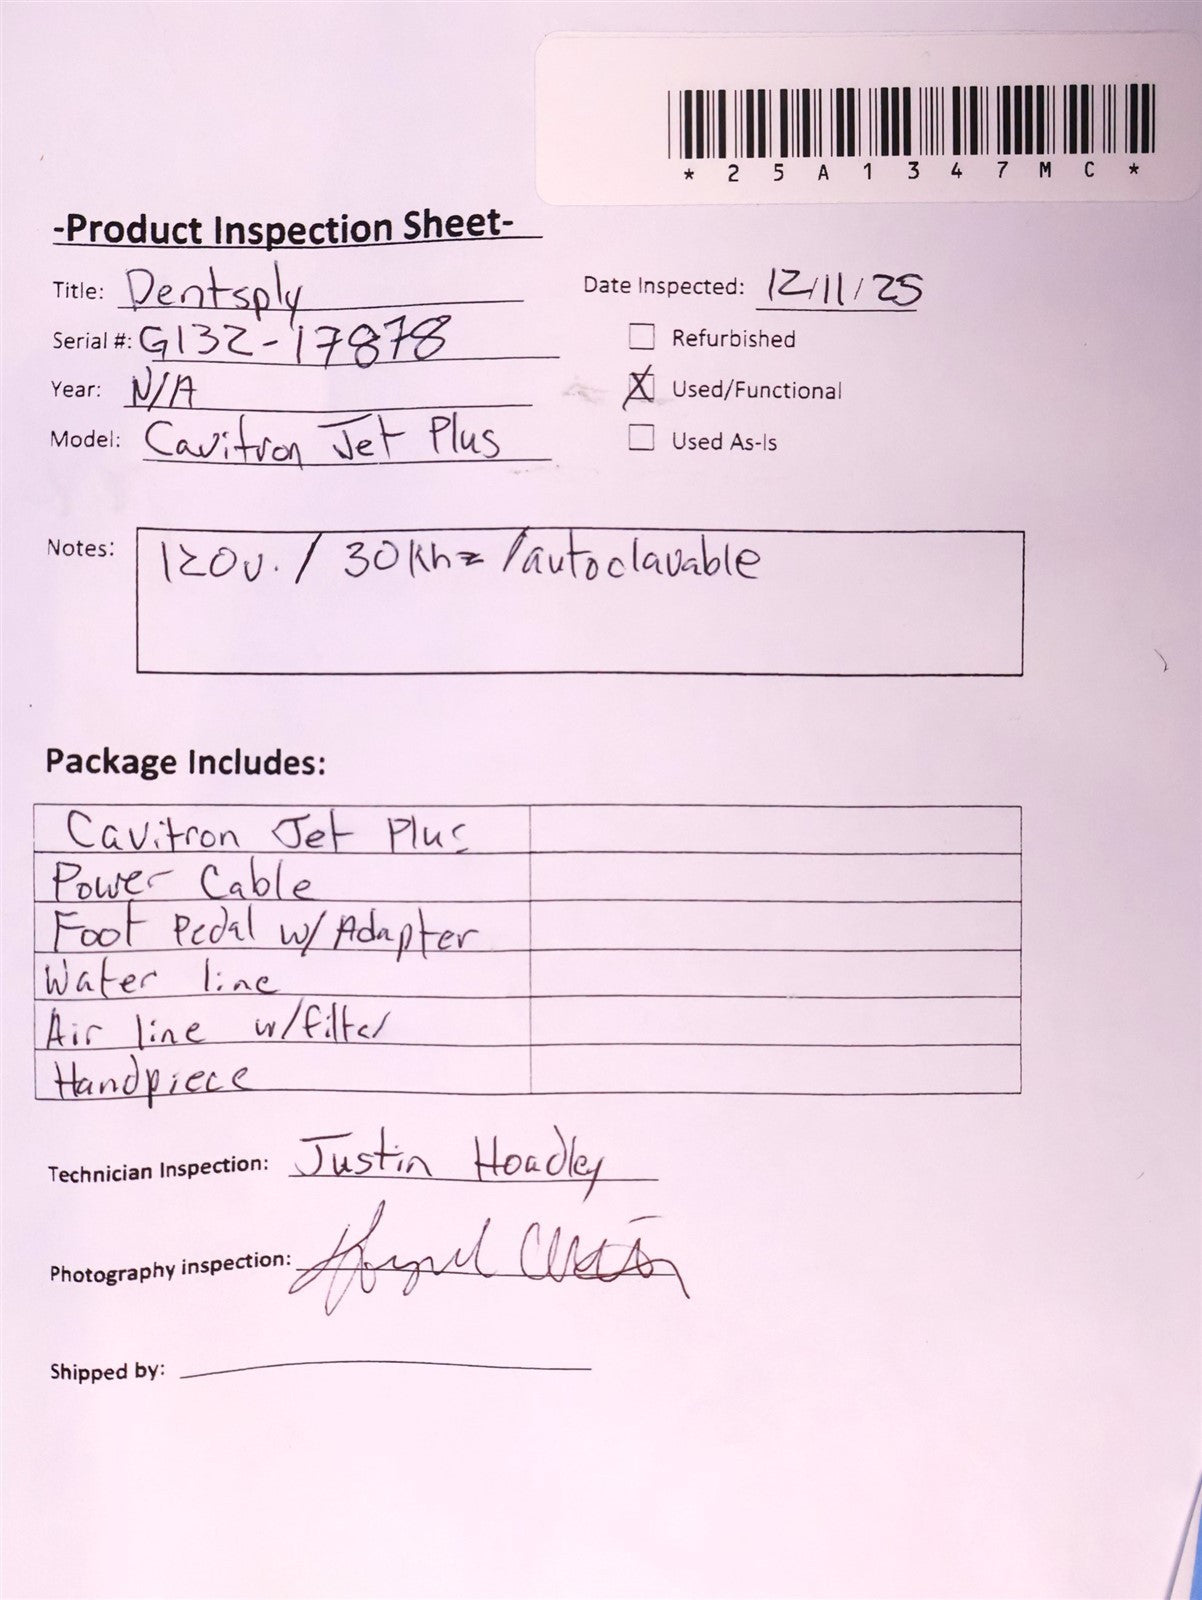 *25A1347MC*
-Product Inspection Sheet-
Title: Dentsply
Date Inspected: 12/11/25
Serial #: G132-17878
Refurbished
Year: N/A
X Used/Functional
Model: Cavitron Jet Plus
Used As-Is
Notes: 120v. / 30Khz /autoclavable
Package Includes:
Cavitron Jet Plus
Power Cable
Foot Pedal w/ Adapter
Water line
Air line w/filter
Handpiece
Technician Inspection: Justin Hoadley
Photography inspection:
Shipped by: